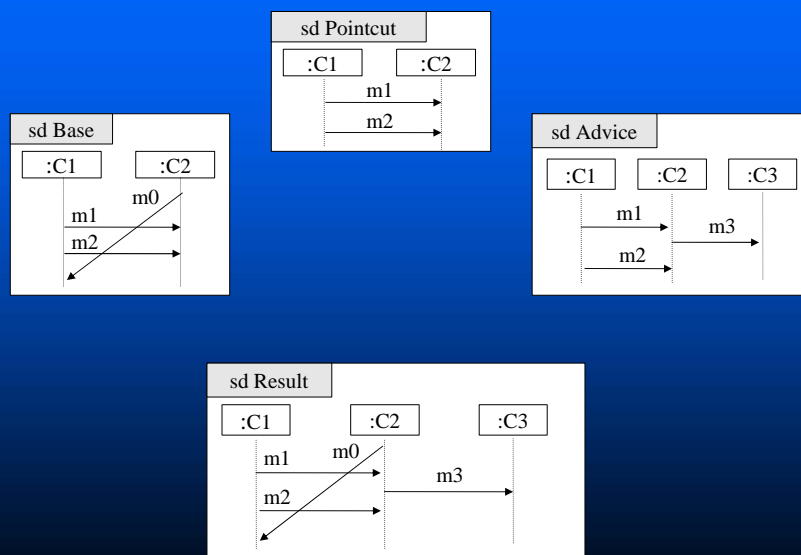 sd Pointcut
:C1 :C2
m1
m2
sd Base
:C1 :C2
m0
m1
m2
sd Advice
:C1 :C2 :C3
m1
m3
m2
sd Result
:C1 :C2 :C3
m0
m1
m3
m2